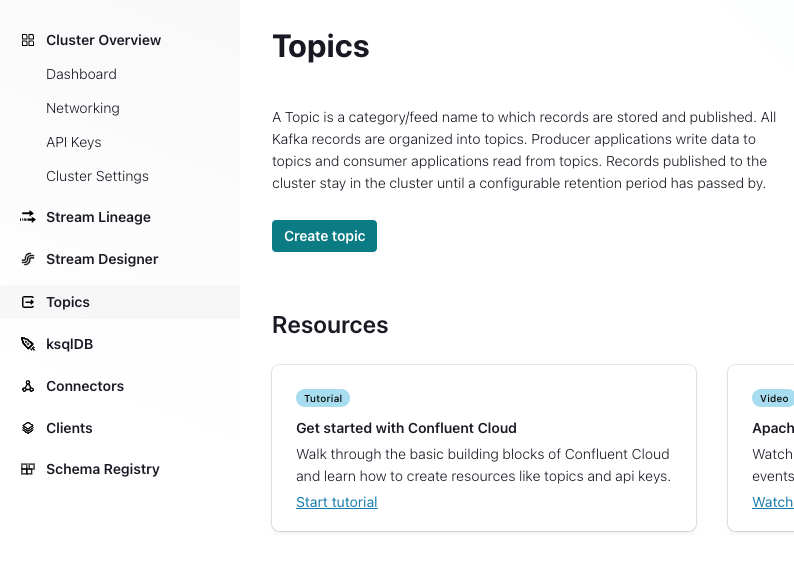 Cluster Overview
Dashboard
Networking
API Keys
Cluster Settings
Stream Lineage
Stream Designer
Topics
ksqlDB
Connectors
Clients
Schema Registry
Topics
A Topic is a category/feed name to which records are stored and published. All
Kafka records are organized into topics. Producer applications write data to
topics and consumer applications read from topics. Records published to the
cluster stay in the cluster until a configurable retention period has passed by.
Create topic
Resources
Tutorial
Get started with Confluent Cloud
Walk through the basic building blocks of Confluent Cloud
and learn how to create resources like topics and api keys.
Start tutorial
Video
Apach
Watch
events
Watch